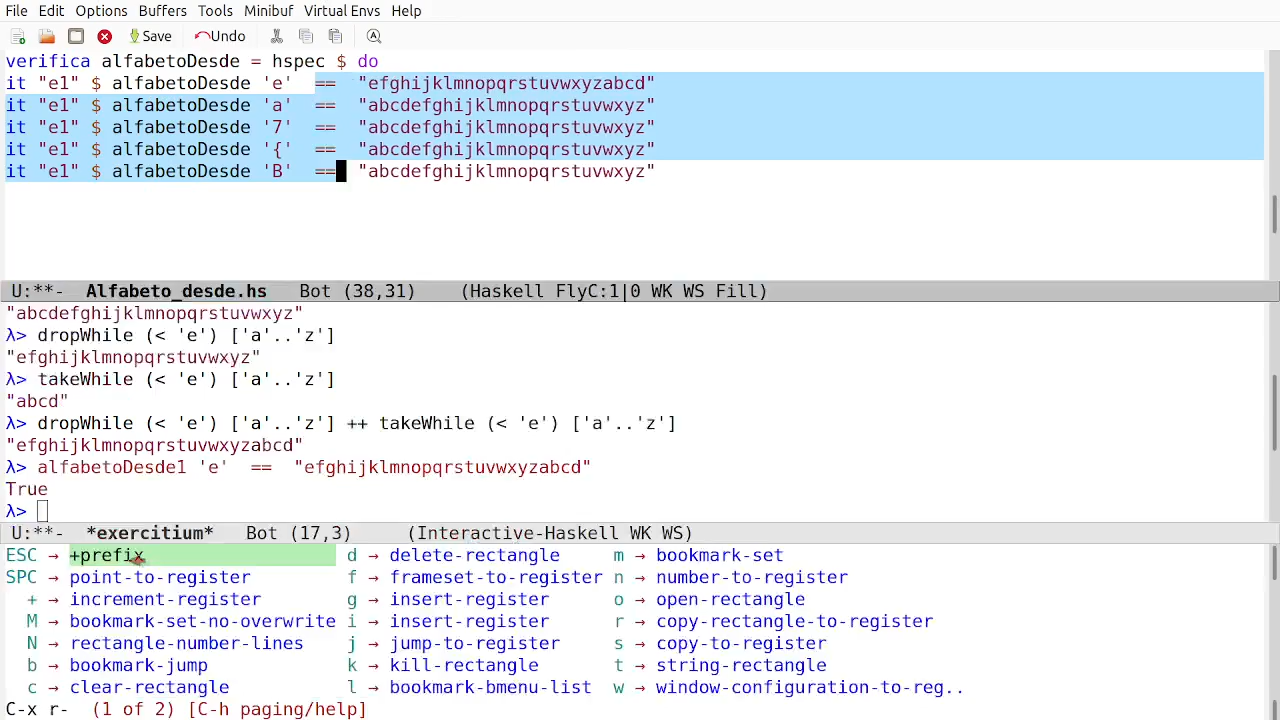 File Edit Options Buffers Tools Minibuf Virtual Envs Help
Save Undo
verifica alfabetoDesde = hspec $ do
it "e1" $ alfabetoDesde 'e'  ==  "efghijklmnopqrstuvwxyzabcd"
it "e1" $ alfabetoDesde 'a'  ==  "abcdefghijklmnopqrstuvwxyz"
it "e1" $ alfabetoDesde '7'  ==  "abcdefghijklmnopqrstuvwxyz"
it "e1" $ alfabetoDesde '{'  ==  "abcdefghijklmnopqrstuvwxyz"
it "e1" $ alfabetoDesde 'B'  ==  "abcdefghijklmnopqrstuvwxyz"
U:**-  Alfabeto_desde.hs   Bot (38,31)    (Haskell FlyC:1|0 WK WS Fill)
"abcdefghijklmnopqrstuvwxyz"
λ> dropWhile (< 'e') ['a'..'z']
"efghijklmnopqrstuvwxyz"
λ> takeWhile (< 'e') ['a'..'z']
"abcd"
λ> dropWhile (< 'e') ['a'..'z'] ++ takeWhile (< 'e') ['a'..'z']
"efghijklmnopqrstuvwxyzabcd"
λ> alfabetoDesde1 'e'  ==  "efghijklmnopqrstuvwxyzabcd"
True
λ>
U:**-  *exercitium*   Bot (17,3)     (Interactive-Haskell WK WS)
ESC → +prefix d → delete-rectangle m → bookmark-set
SPC → point-to-register f → frameset-to-register n → number-to-register
+ → increment-register g → insert-register o → open-rectangle
M → bookmark-set-no-overwrite i → insert-register r → copy-rectangle-to-register
N → rectangle-number-lines j → jump-to-register s → copy-to-register
b → bookmark-jump k → kill-rectangle t → string-rectangle
c → clear-rectangle l → bookmark-bmenu-list w → window-configuration-to-reg..
C-x r-  (1 of 2) [C-h paging/help]